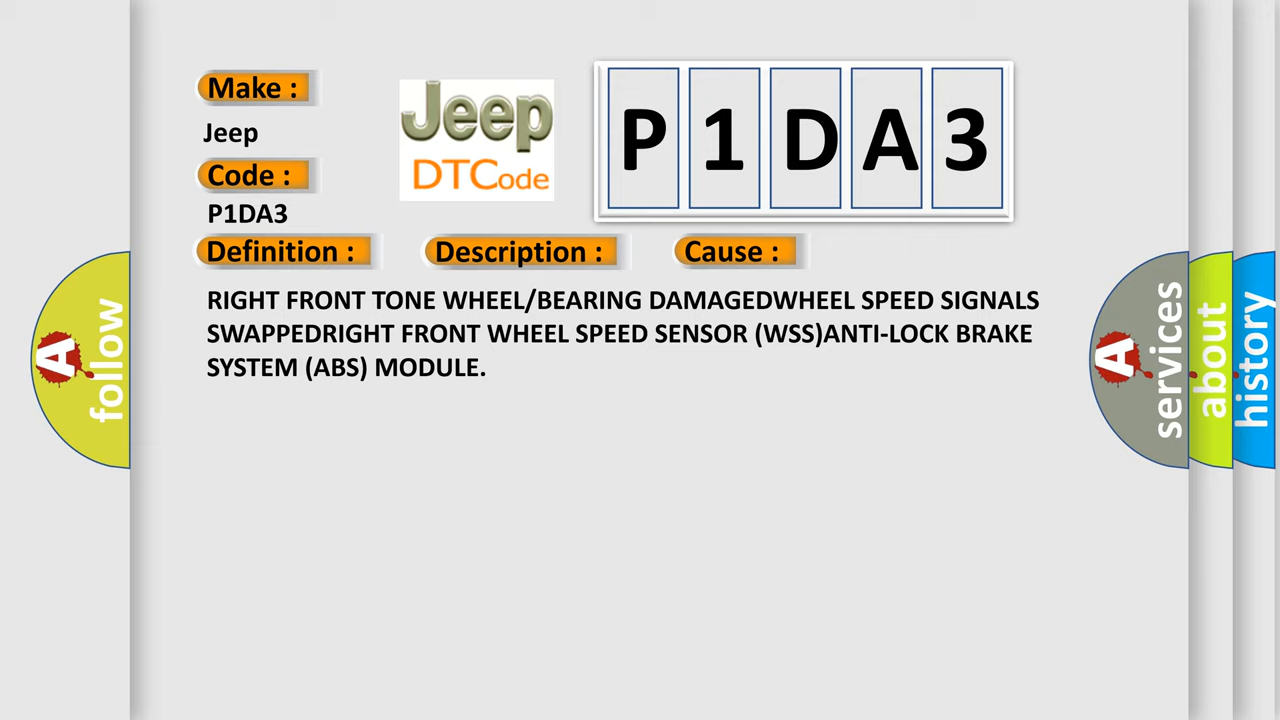 Make :
Jeep
Code :
P1DA3
Jeep
DTCode
P 1 D A 3
Definition :
Description :
Cause :
RIGHT FRONT TONE WHEEL/BEARING DAMAGEDWHEEL SPEED SIGNALS
SWAPPEDRIGHT FRONT WHEEL SPEED SENSOR (WSS)ANTI-LOCK BRAKE
SYSTEM (ABS) MODULE.
A
follow
A
services
about
history